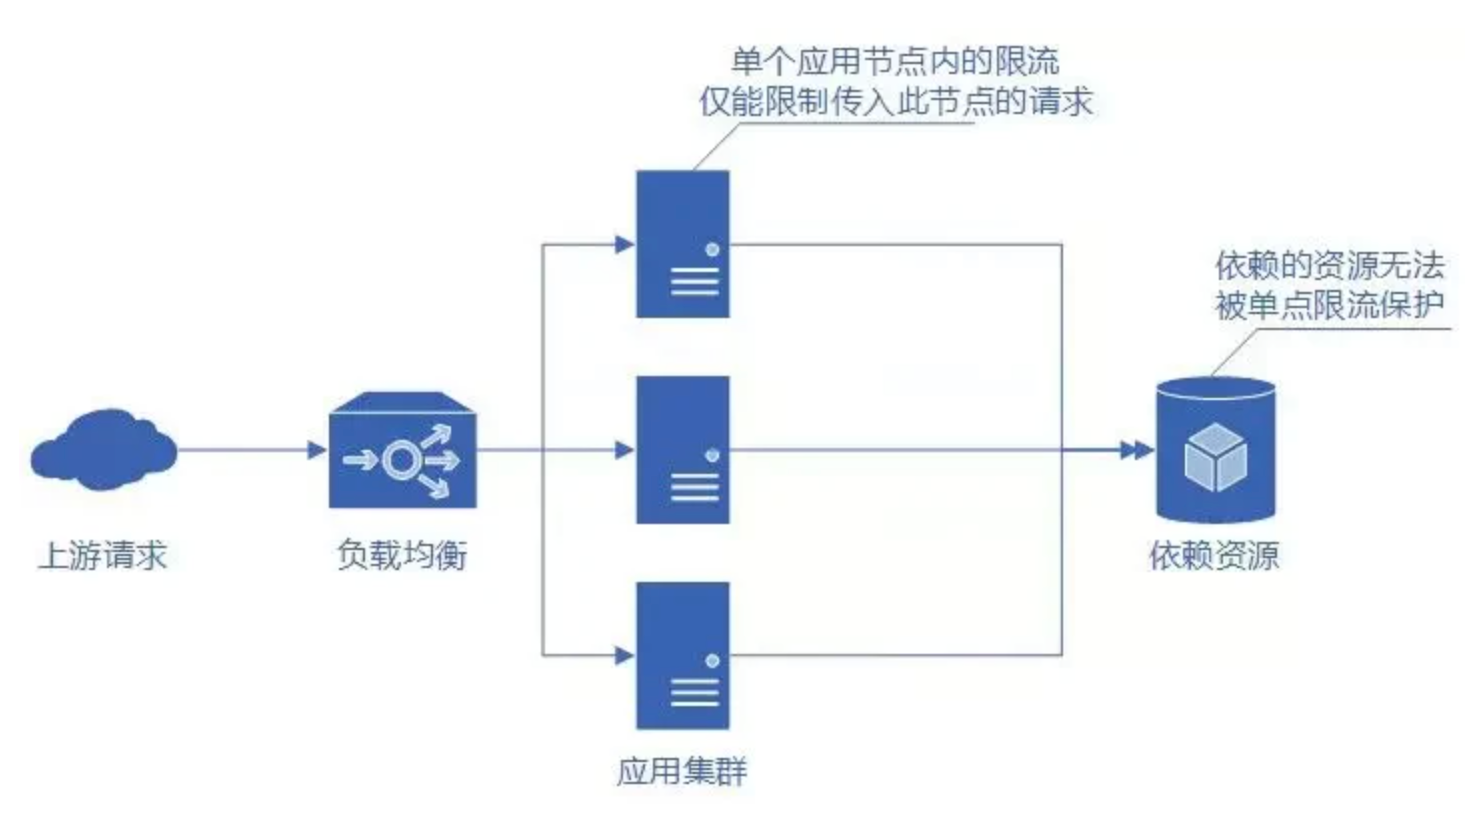 单个应用节点内的限流
仅能限制传入此节点的请求
依赖的资源无法
被单点限流保护
上游请求
负载均衡
依赖资源
应用集群